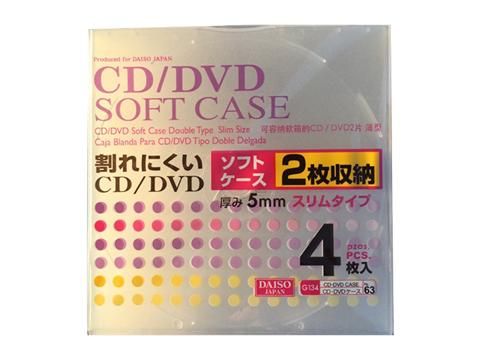 Produced for DAISO JAPAN
CD/DVD
SOFT CASE
CD/DVD Soft Case Double Type Slim Size 可容纳软箱的CD/DVD2片 薄型
Caja Blanda Para CD/DVD Tipo Doble Delgada
割れにくい
CD/DVD
ソフト
ケース
2枚収納
厚み 5mm スリムタイプ
4
pzas.
PCS.
枚入
DAISO
JAPAN
G134
CD·DVD CASE
CD·DVDケース
No.
63